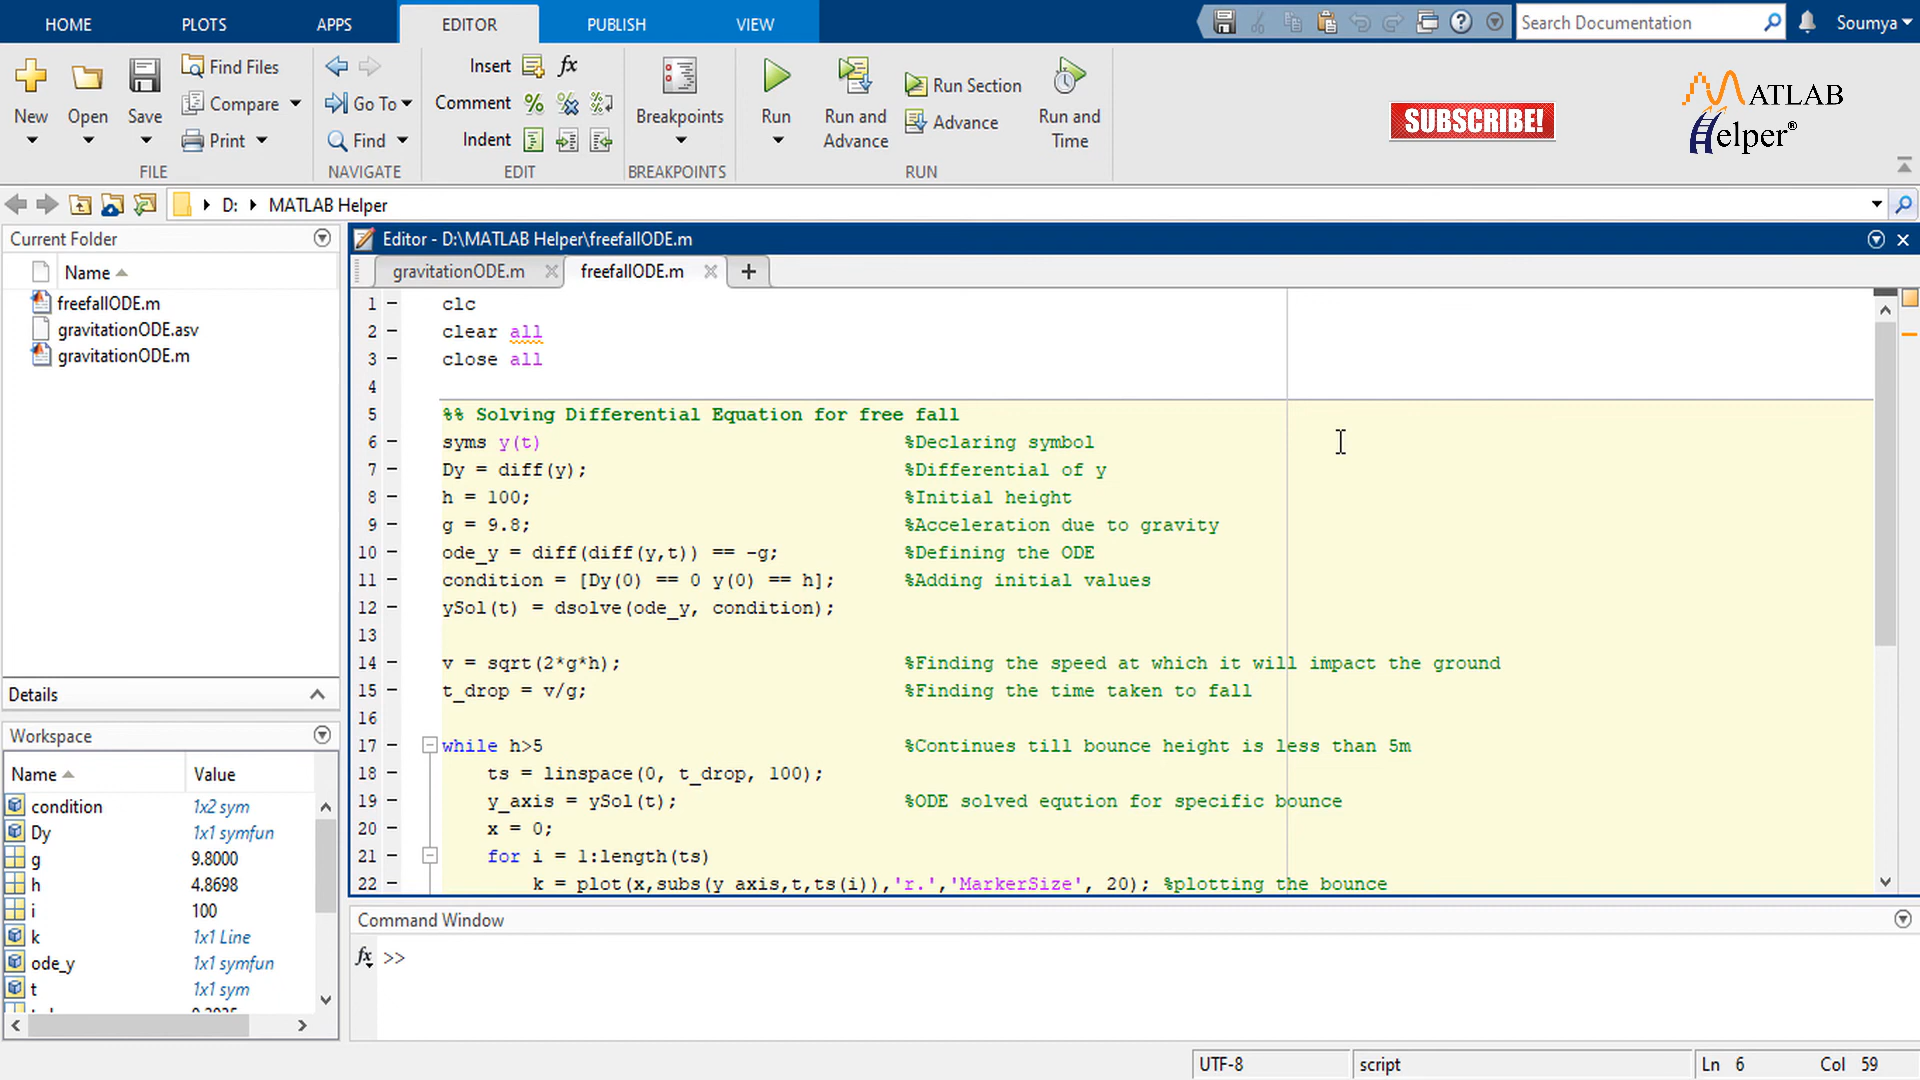 HOME PLOTS APPS EDITOR PUBLISH VIEW Search Documentation Soumya
New Open Save Find Files Compare Print FILE
Go To Find NAVIGATE
Insert fx Comment Indent EDIT
Breakpoints BREAKPOINTS
Run Run and Advance Run Section Advance Run and Time RUN
SUBSCRIBE!
MATLAB
Helper®
D: MATLAB Helper
Current Folder
Name
freefallODE.m
gravitationODE.asv
gravitationODE.m
Details
Workspace
Name Value
condition 1x2 sym
Dy 1x1 symfun
g 9.8000
h 4.8698
i 100
k 1x1 Line
ode_y 1x1 symfun
t 1x1 sym
Editor - D:\MATLAB Helper\freefallODE.m
gravitationODE.m freefallODE.m +
1 clc
2 clear all
3 close all
4
5 %% Solving Differential Equation for free fall
6 syms y(t) %Declaring symbol
7 Dy = diff(y); %Differential of y
8 h = 100; %Initial height
9 g = 9.8; %Acceleration due to gravity
10 ode_y = diff(diff(y,t)) == -g; %Defining the ODE
11 condition = [Dy(0) == 0 y(0) == h]; %Adding initial values
12 ySol(t) = dsolve(ode_y, condition);
13
14 v = sqrt(2*g*h); %Finding the speed at which it will impact the ground
15 t_drop = v/g; %Finding the time taken to fall
16
17 while h>5 %Continues till bounce height is less than 5m
18 ts = linspace(0, t_drop, 100);
19 y_axis = ySol(t); %ODE solved eqution for specific bounce
20 x = 0;
21 for i = 1:length(ts)
22 k = plot(x,subs(y_axis,t,ts(i)),'r.','MarkerSize', 20); %plotting the bounce
Command Window
fx >>
UTF-8 script Ln 6 Col 59